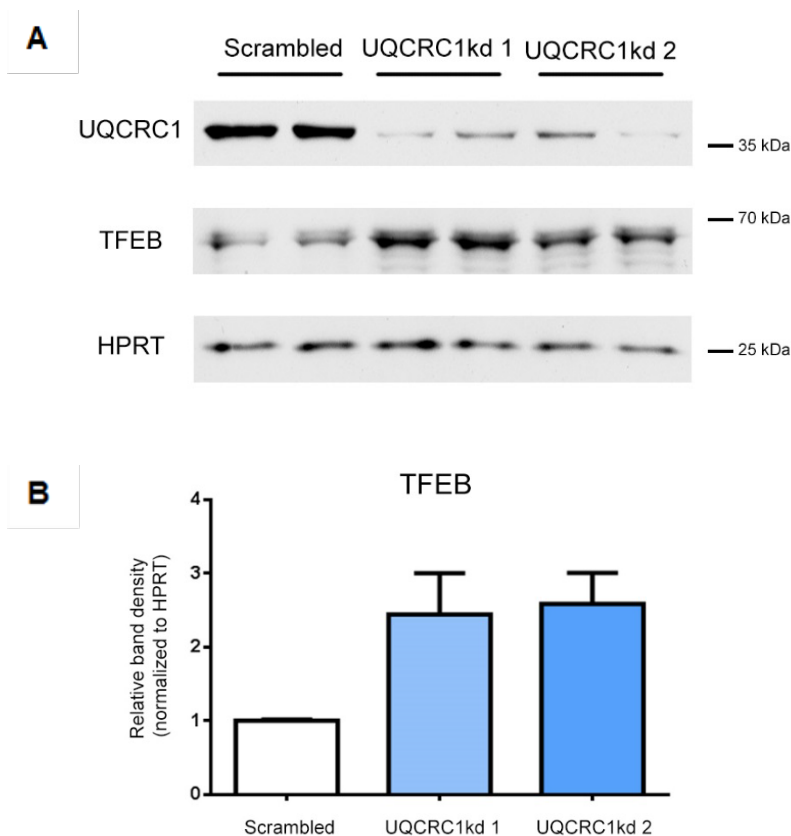 A
Scrambled UQCRC1kd 1 UQCRC1kd 2
UQCRC1
35 kDa
70 kDa
TFEB
HPRT
25 kDa
B
TFEB
Relative band density
(normalized to HPRT)
4
3
2
1
0
Scrambled UQCRC1kd 1 UQCRC1kd 2